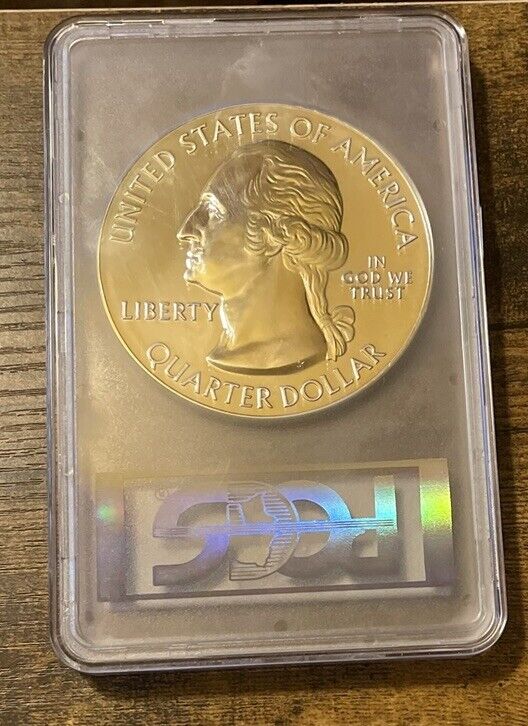 UNITED STATES OF AMERICA
IN
GOD WE
TRUST
LIBERTY
QUARTER DOLLAR